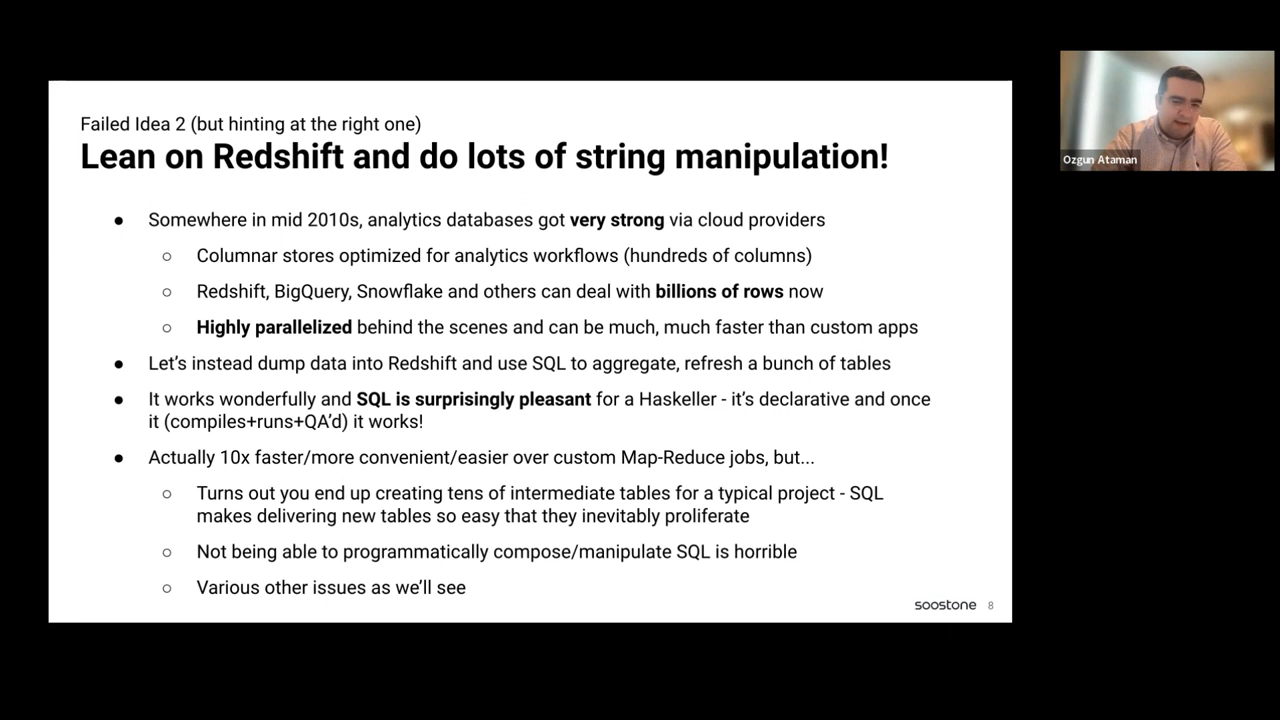 Failed Idea 2 (but hinting at the right one)
Lean on Redshift and do lots of string manipulation!
● Somewhere in mid 2010s, analytics databases got very strong via cloud providers
○ Columnar stores optimized for analytics workflows (hundreds of columns)
○ Redshift, BigQuery, Snowflake and others can deal with billions of rows now
○ Highly parallelized behind the scenes and can be much, much faster than custom apps
● Let’s instead dump data into Redshift and use SQL to aggregate, refresh a bunch of tables
● It works wonderfully and SQL is surprisingly pleasant for a Haskeller - it’s declarative and once
it (compiles+runs+QA’d) it works!
● Actually 10x faster/more convenient/easier over custom Map-Reduce jobs, but...
○ Turns out you end up creating tens of intermediate tables for a typical project - SQL
makes delivering new tables so easy that they inevitably proliferate
○ Not being able to programmatically compose/manipulate SQL is horrible
○ Various other issues as we’ll see
soostone 8
Ozgun Ataman